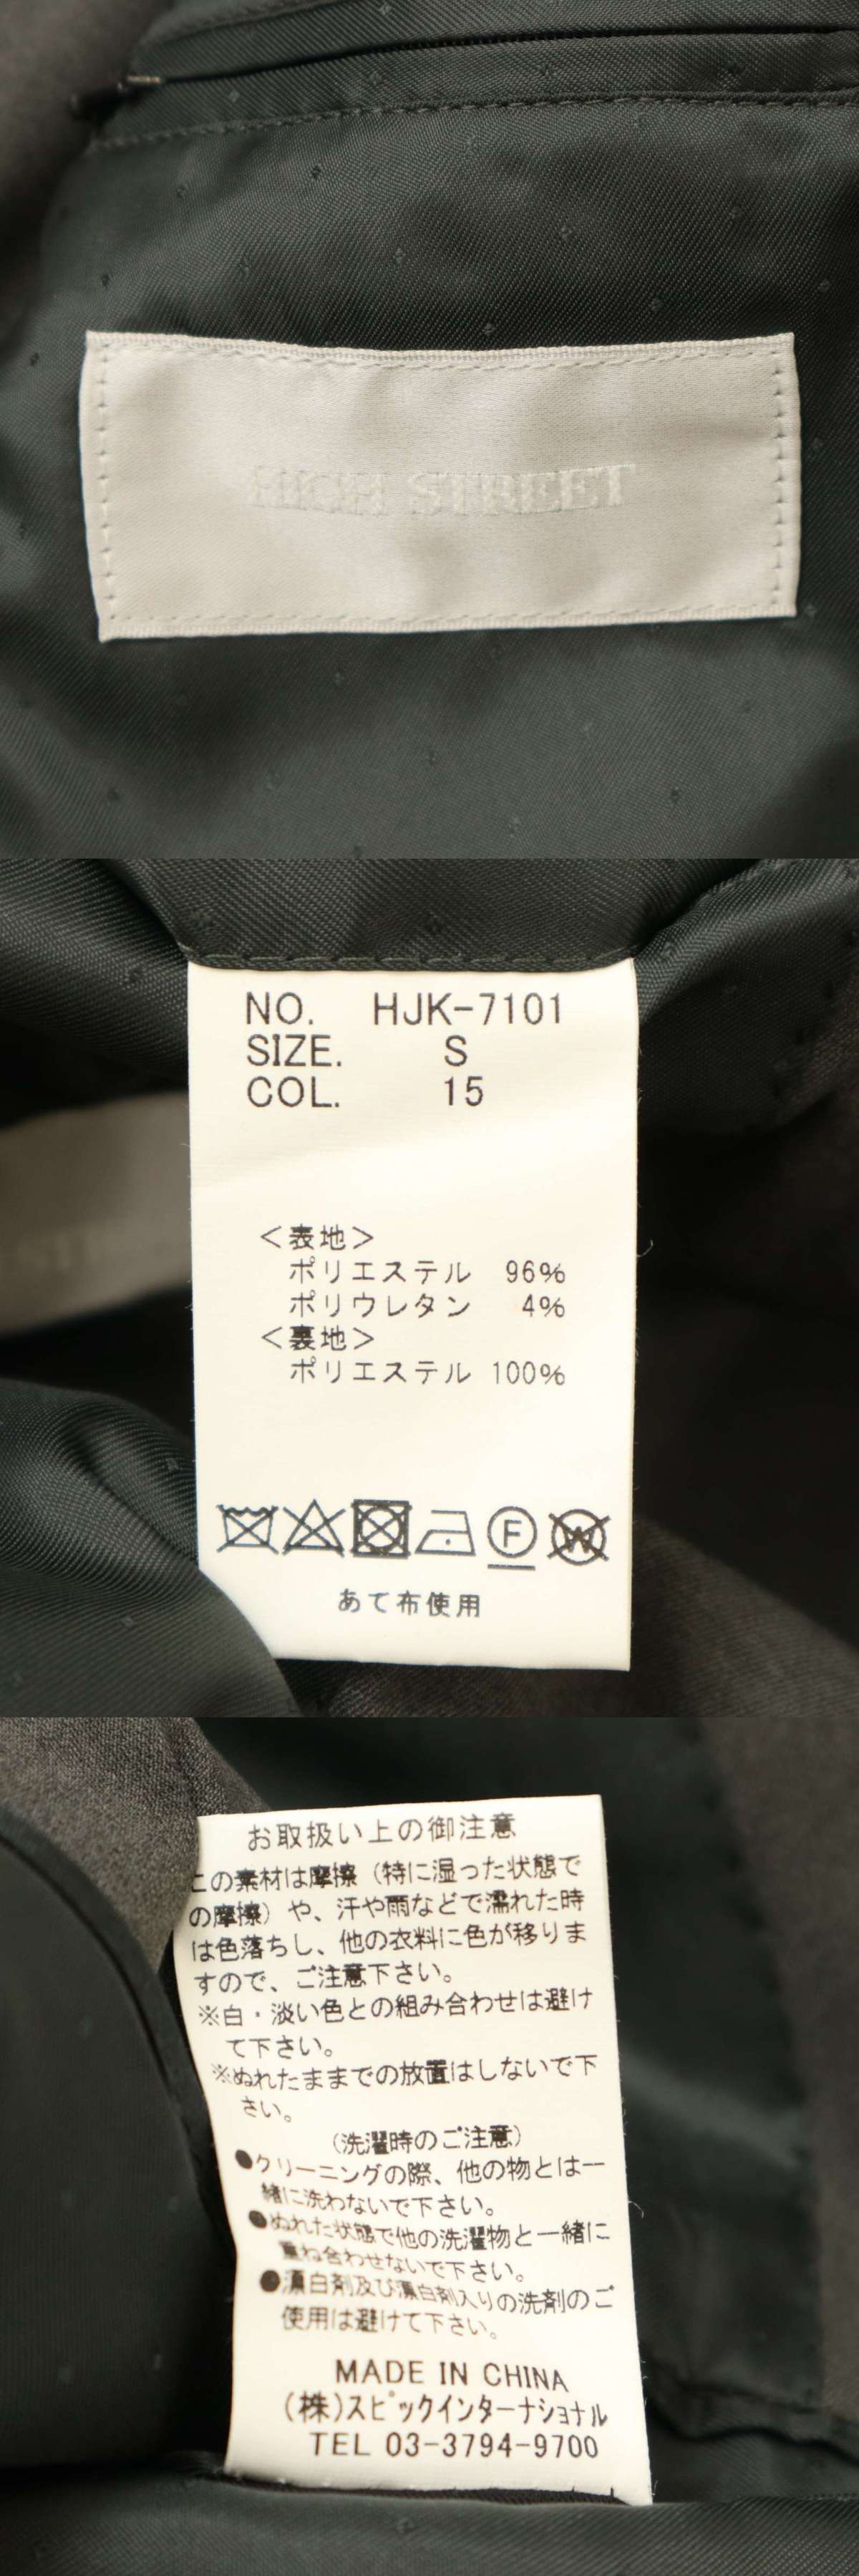 HIGH STREET
NO. HJK-7101
SIZE. S
COL. 15
＜表地＞
ポリエステル 96%
ポリウレタン 4%
＜裏地＞
ポリエステル 100%
F
W
あて布使用
お取扱い上の御注意
この素材は摩擦（特に湿った状態で
の摩擦）や、汗や雨などで濡れた時
は色落ちし、他の衣料に色が移りま
すので、ご注意下さい。
※白・淡い色との組み合わせは避け
て下さい。
※ぬれたままでの放置はしないで下
さい。
（洗濯時のご注意）
●クリーニングの際、他の物とは一
緒に洗わないで下さい。
●ぬれた状態で他の洗濯物と一緒に
重ね合わせないで下さい。
●漂白剤及び漂白剤入りの洗剤のご
使用は避けて下さい。
MADE IN CHINA
(株)スピックインターナショナル
TEL 03-3794-9700